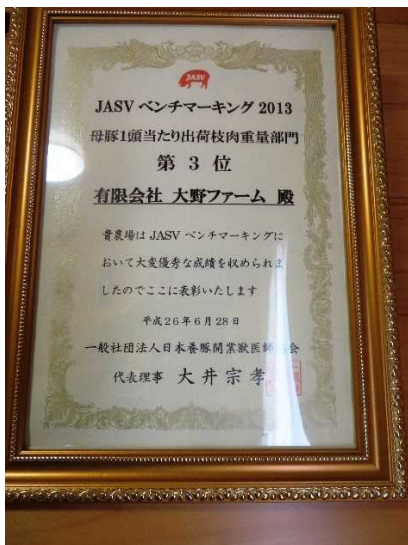 JASV
JASV ベンチマーキング 2013
母豚1頭当たり出荷枝肉重量部門
第 3 位
有限会社 大野ファーム 殿
貴農場は JASV ベンチマーキングに
おいて大変優秀な成績を収められま
したのでここに表彰いたします
平成26年6月28日
一般社団法人日本養豚開業獣医師協会
代表理事 大井宗孝